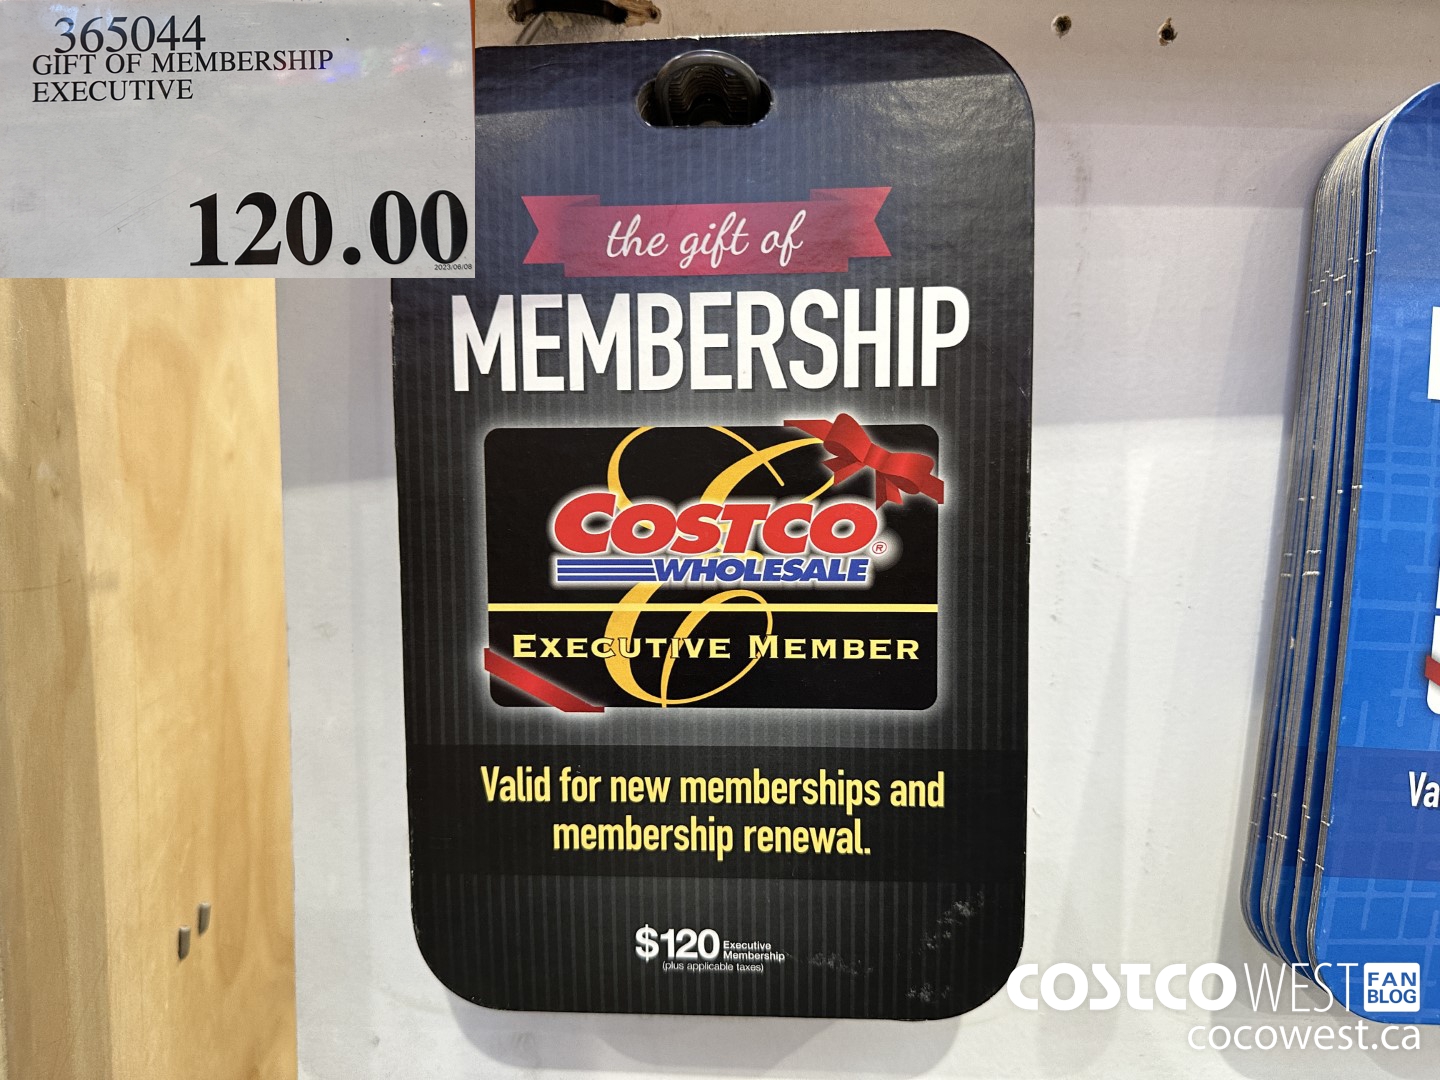 365044
GIFT OF MEMBERSHIP
EXECUTIVE
120.00
2023/08/08
the gift of
MEMBERSHIP
COSTCO®
WHOLESALE
EXECUTIVE MEMBER
Valid for new memberships and
membership renewal.
$120 Executive
Membership
(plus applicable taxes)
Va
COSTCO WEST FAN
BLOG
cocowest.ca